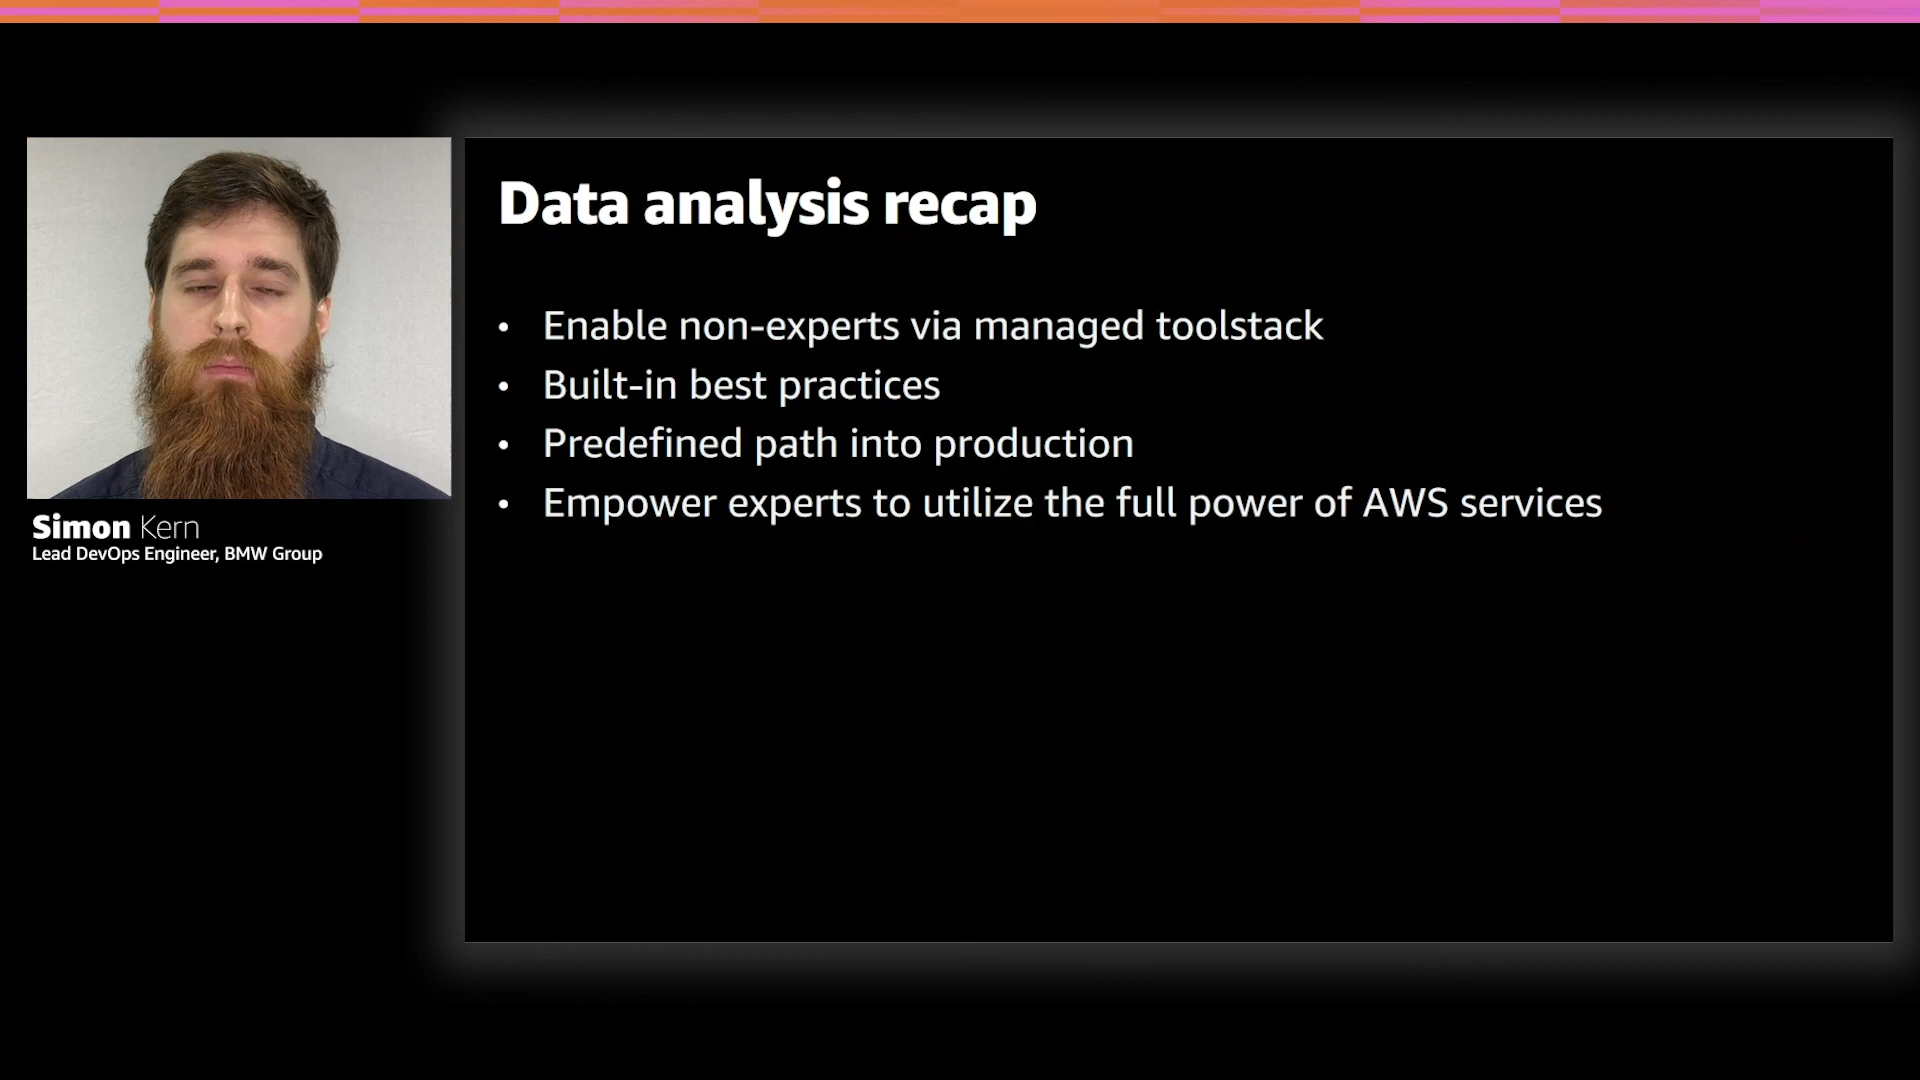 Data analysis recap
• Enable non-experts via managed toolstack
• Built-in best practices
• Predefined path into production
• Empower experts to utilize the full power of AWS services
Simon Kern
Lead DevOps Engineer, BMW Group